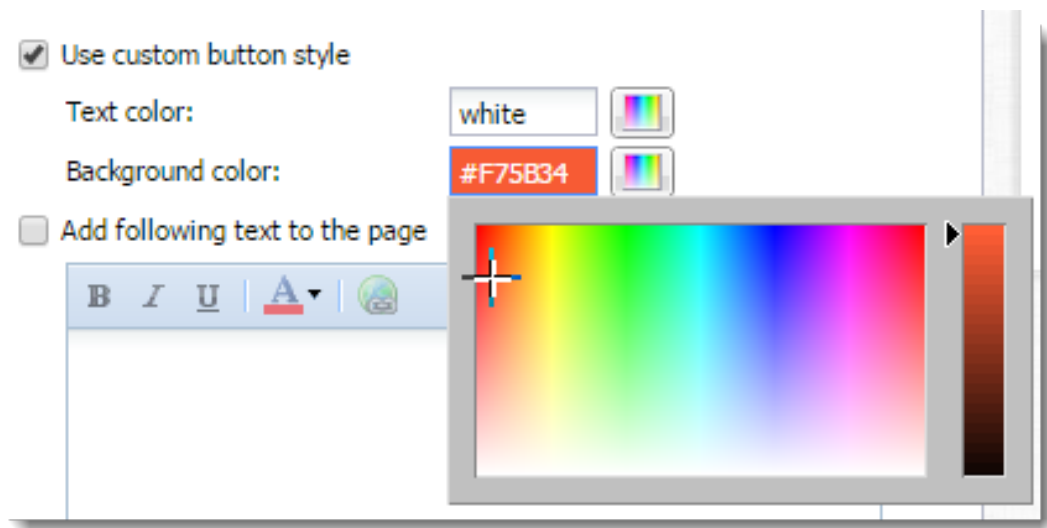 Use custom button style
Text color: white
Background color: #F75B34
Add following text to the page
B I U A